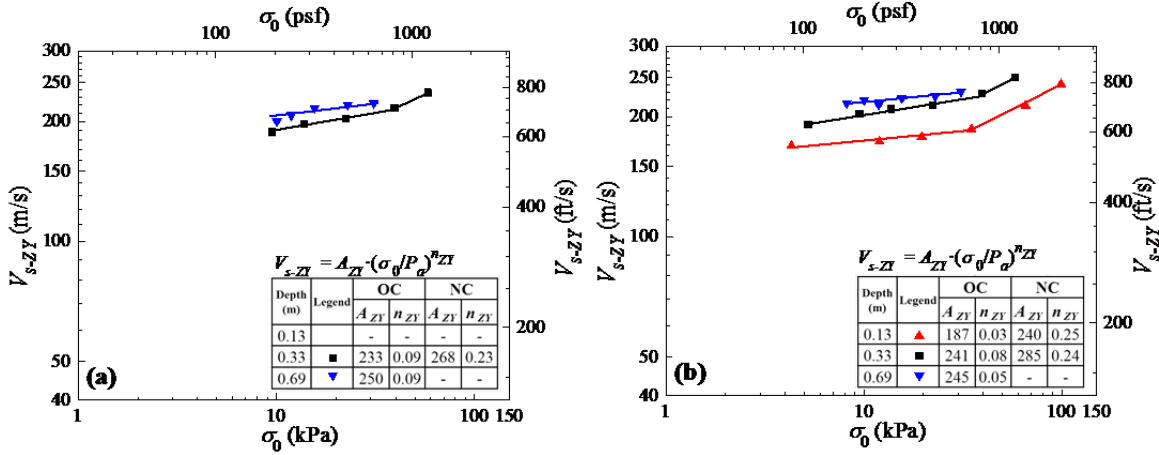 σ0 (psf)
100 1000
300
200
150
100
50
40
Vs-ZY (m/s)
800
600
400
200
Vs-ZY (ft/s)
Vs-ZY = AZY·(σ0/Pa)^nZY
Depth (m) Legend OC NC
AZY nZY AZY nZY
0.13 - - - -
0.33 233 0.09 268 0.23
0.69 250 0.09 - -
(a)
1 10 100 150
σ0 (kPa)
σ0 (psf)
100 1000
300
250
200
150
100
50
40
Vs-ZY (m/s)
800
600
400
200
Vs-ZY (ft/s)
Vs-ZY = AZY·(σ0/Pa)^nZY
Depth (m) Legend OC NC
AZY nZY AZY nZY
0.13 187 0.03 240 0.25
0.33 241 0.08 285 0.24
0.69 245 0.05 - -
(b)
1 10 100 150
σ0 (kPa)